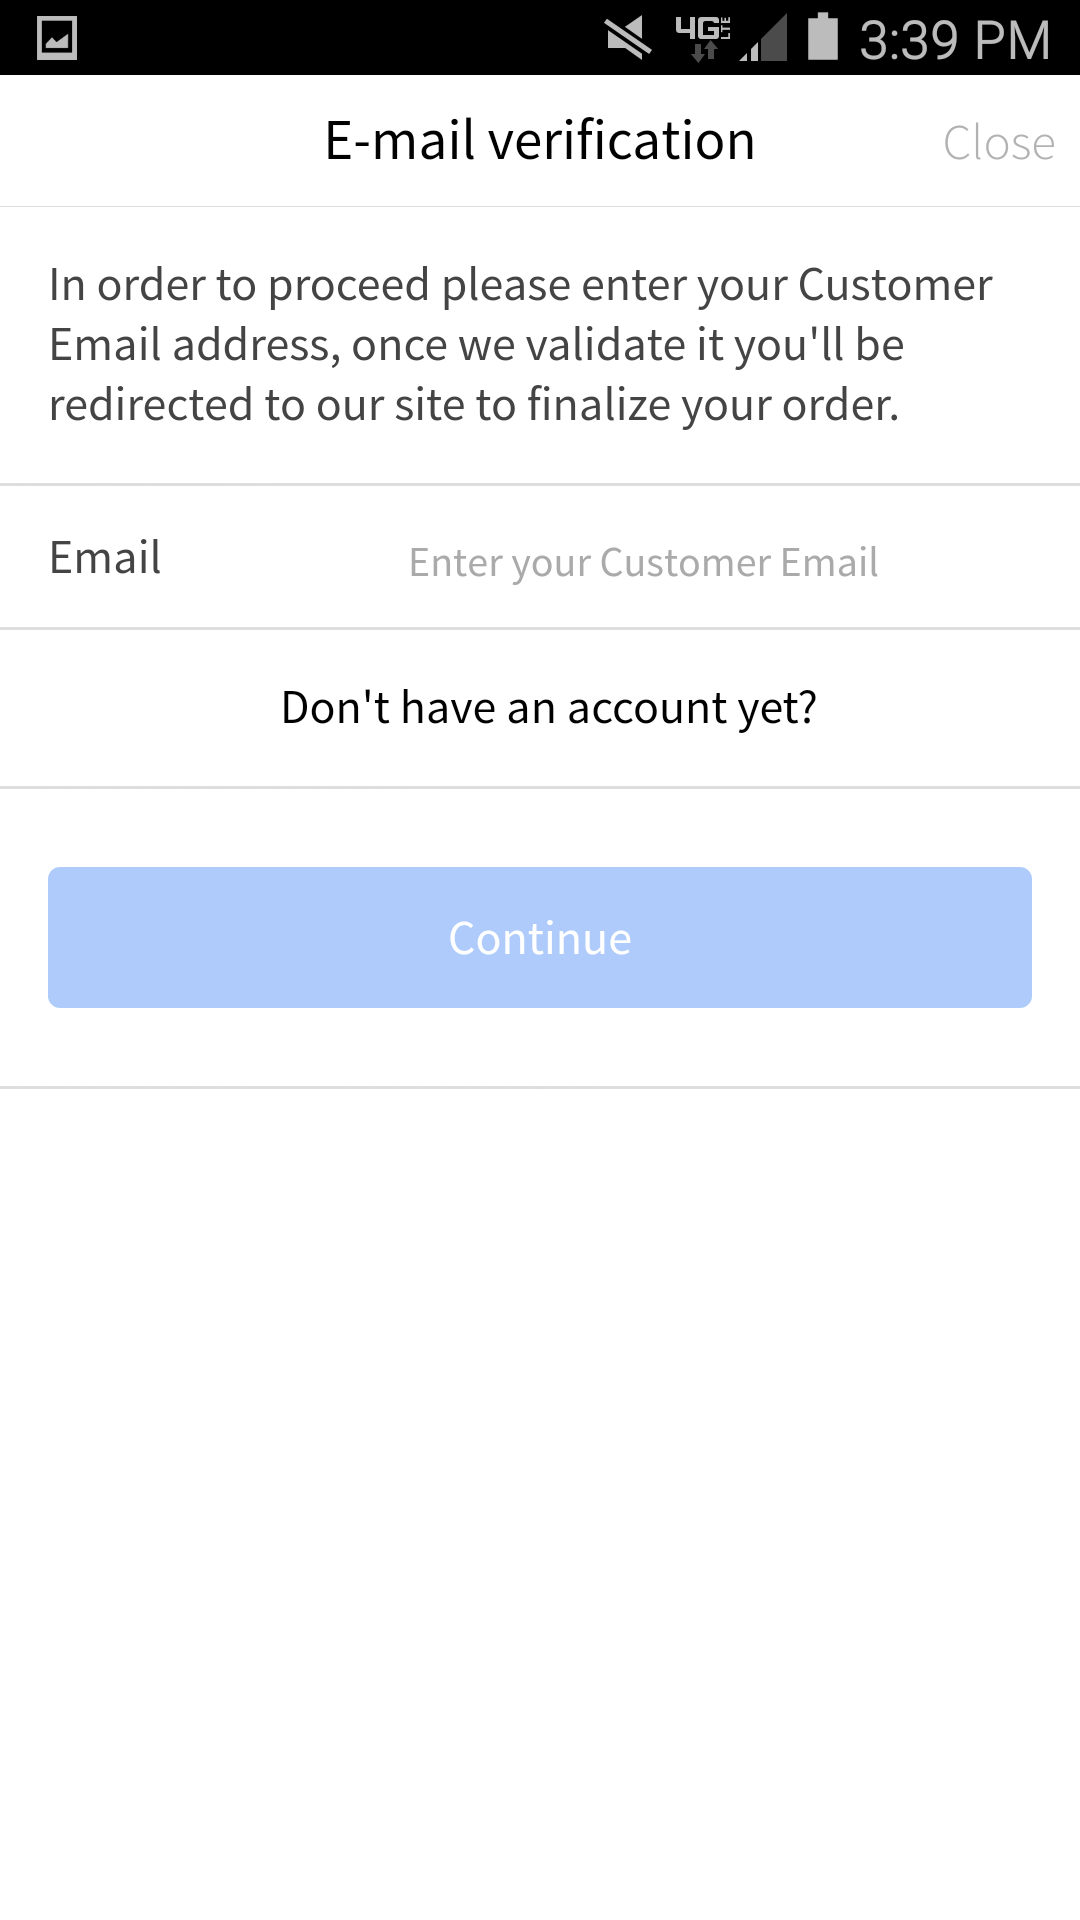 4G LTE 3:39 PM
E-mail verification Close
In order to proceed please enter your Customer
Email address, once we validate it you'll be
redirected to our site to finalize your order.
Email Enter your Customer Email
Don't have an account yet?
Continue